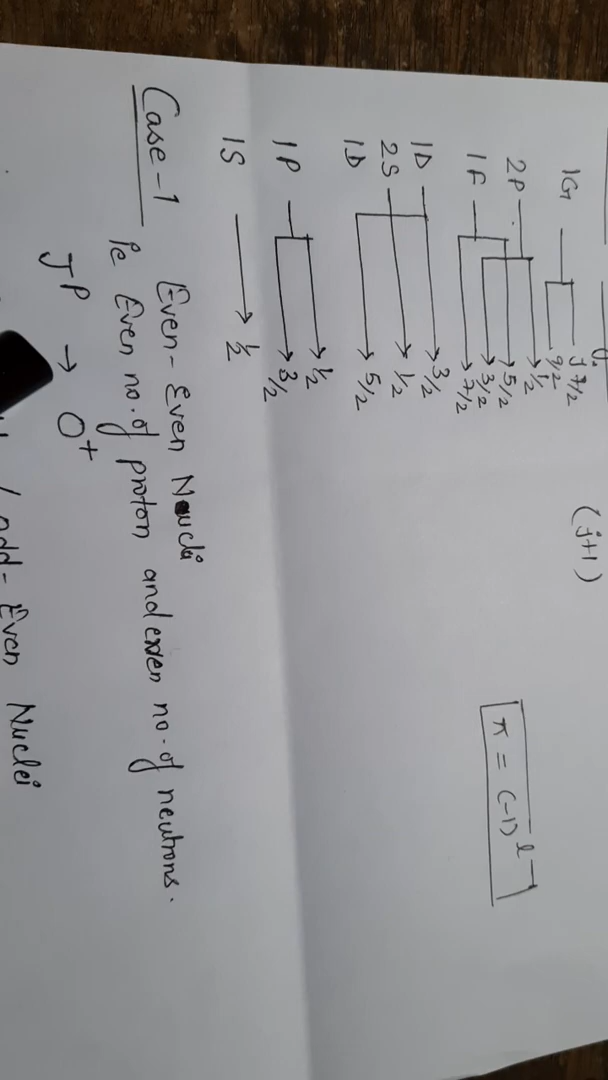 (j+1)
1G 7/2
9/2
2P 1/2
5/2
1F 3/2
7/2
π = (-1)^l
1D 3/2
2S 1/2
1D 5/2
1P 1/2
3/2
1S → 1/2
Case-1 Even-Even Nuclei
ie Even no. of proton and even no. of neutrons.
J^P → 0^+
Even Nuclei